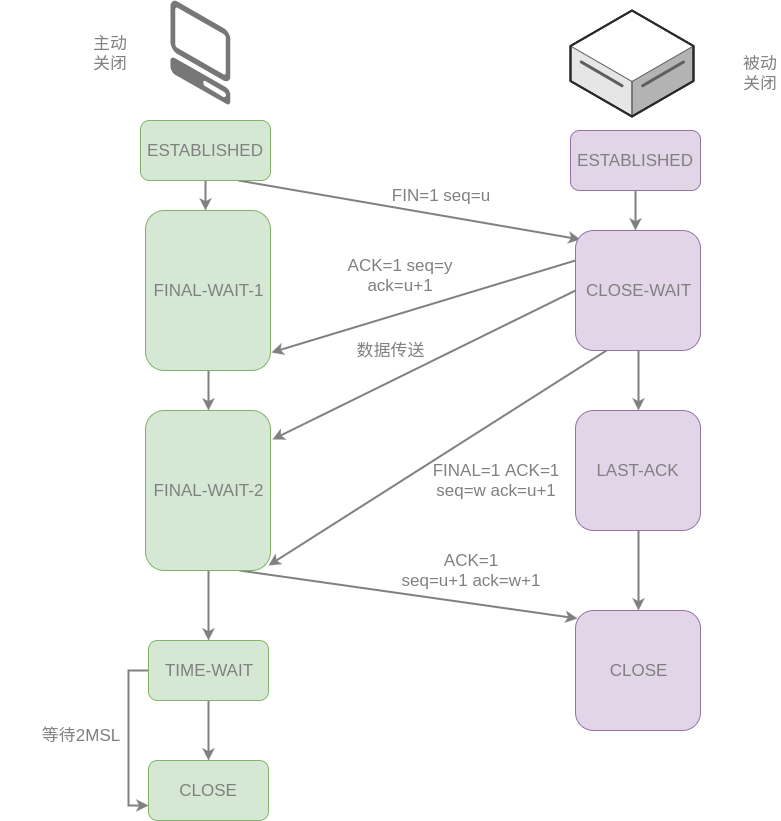 主动
关闭
被动
关闭
ESTABLISHED
ESTABLISHED
FIN=1 seq=u
FINAL-WAIT-1
CLOSE-WAIT
ACK=1 seq=y
ack=u+1
数据传送
FINAL-WAIT-2
LAST-ACK
FINAL=1 ACK=1
seq=w ack=u+1
ACK=1
seq=u+1 ack=w+1
TIME-WAIT
CLOSE
等待2MSL
CLOSE